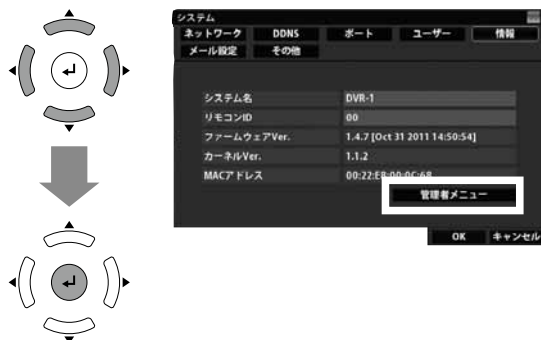 システム
ネットワーク DDNS ポート ユーザー 情報
メール設定 その他
システム名 DVR-1
リモコンID 00
ファームウェアVer. 1.4.7 [Oct 31 2011 14:50:54]
カーネルVer. 1.1.2
MACアドレス 00:22:E8:00:0C:68
管理者メニュー
OK キャンセル